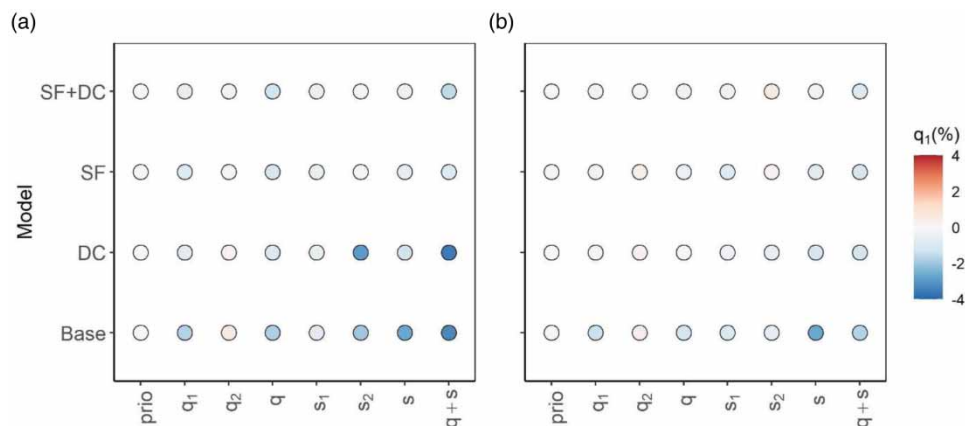 (a)
(b)
Model
SF+DC
SF
DC
Base
prio
q₁
q₂
q
s₁
s₂
s
q + s
prio
q₁
q₂
q
s₁
s₂
s
q + s
q₁(%)
4
2
0
-2
-4